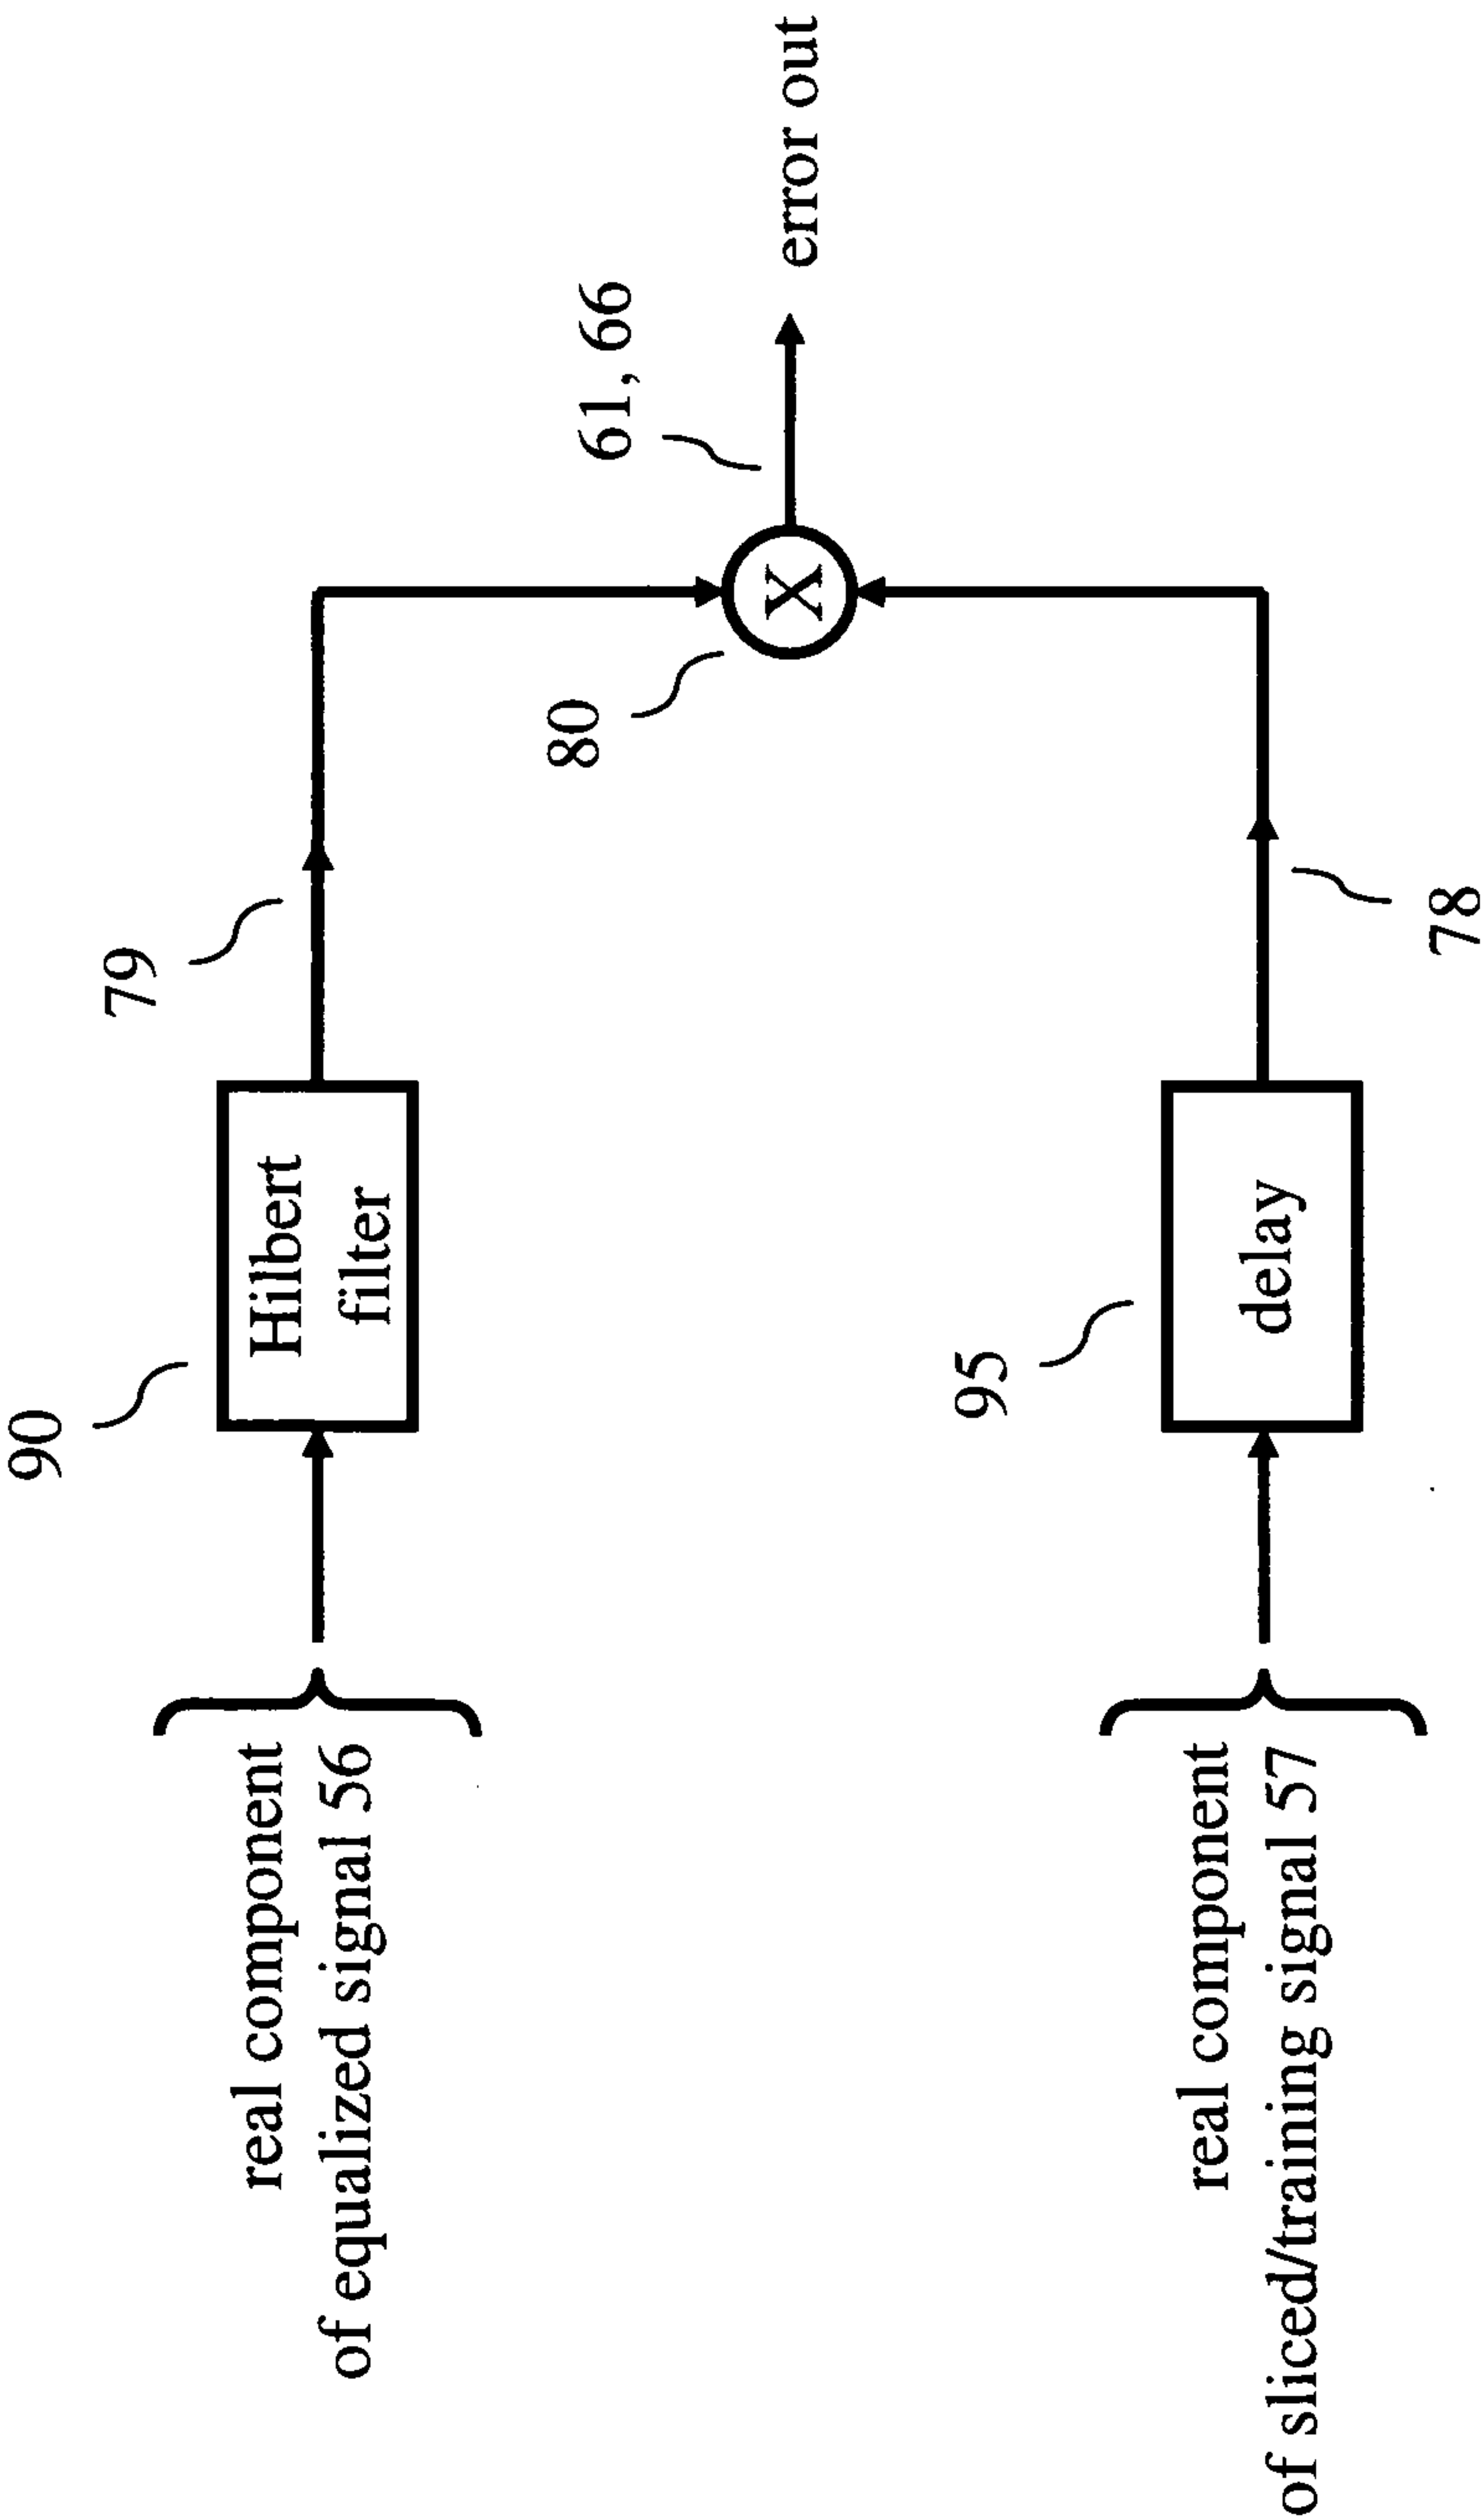 real component
of equalized signal 56
90
Hilbert
filter
79
80
X
61, 66
error out
real component
of sliced/training signal 57
95
delay
78